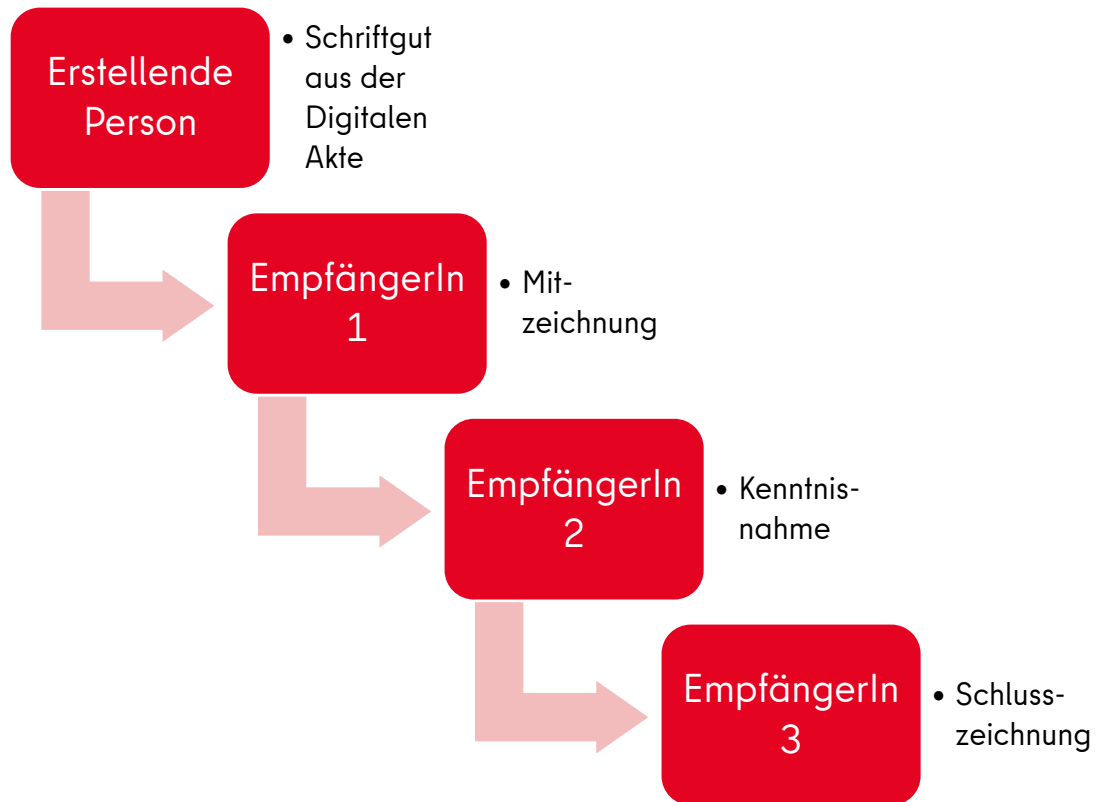 Erstellende
Person
• Schriftgut
aus der
Digitalen
Akte
EmpfängerIn
1
• Mit-
zeichnung
EmpfängerIn
2
• Kenntnis-
nahme
EmpfängerIn
3
• Schluss-
zeichnung